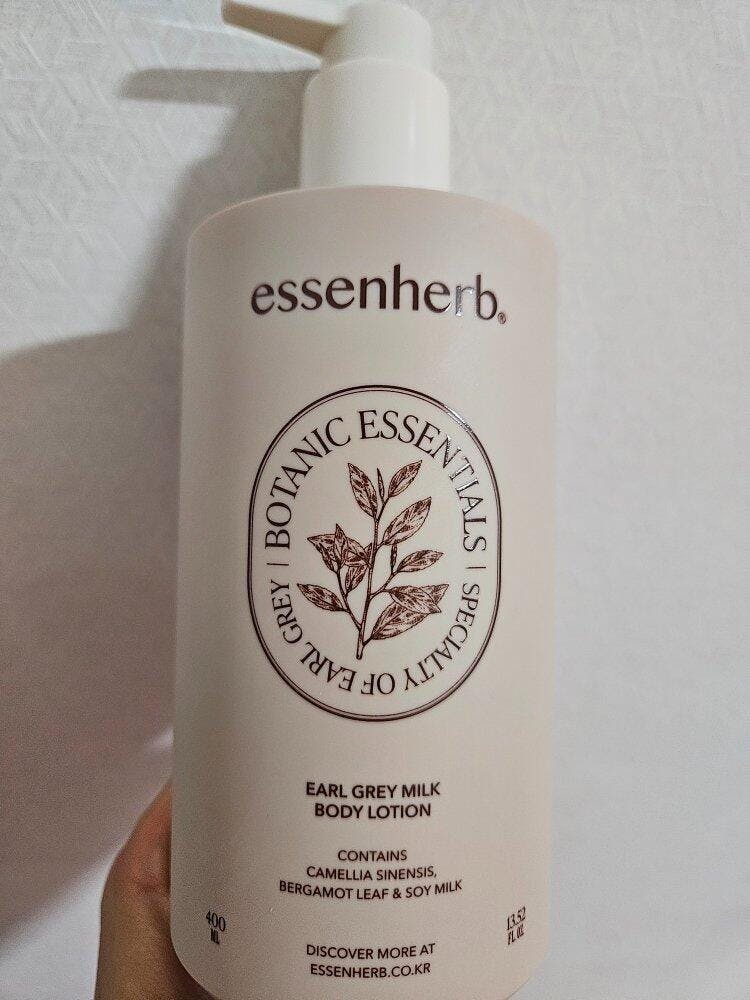 essenherb.®
BOTANIC ESSENTIALS | SPECIALTY OF EARL GREY |
EARL GREY MILK
BODY LOTION
CONTAINS
CAMELLIA SINENSIS,
BERGAMOT LEAF & SOY MILK
400
ML
13.52
FL.OZ.
DISCOVER MORE AT
ESSENHERB.CO.KR